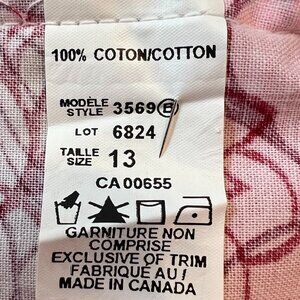 100% COTON/COTTON
MODÈLE
STYLE 3569 B
LOT 6824
TAILLE
SIZE 13
CA 00655
GARNITURE NON
COMPRISE
EXCLUSIVE OF TRIM
FABRIQUÉ AU /
MADE IN CANADA